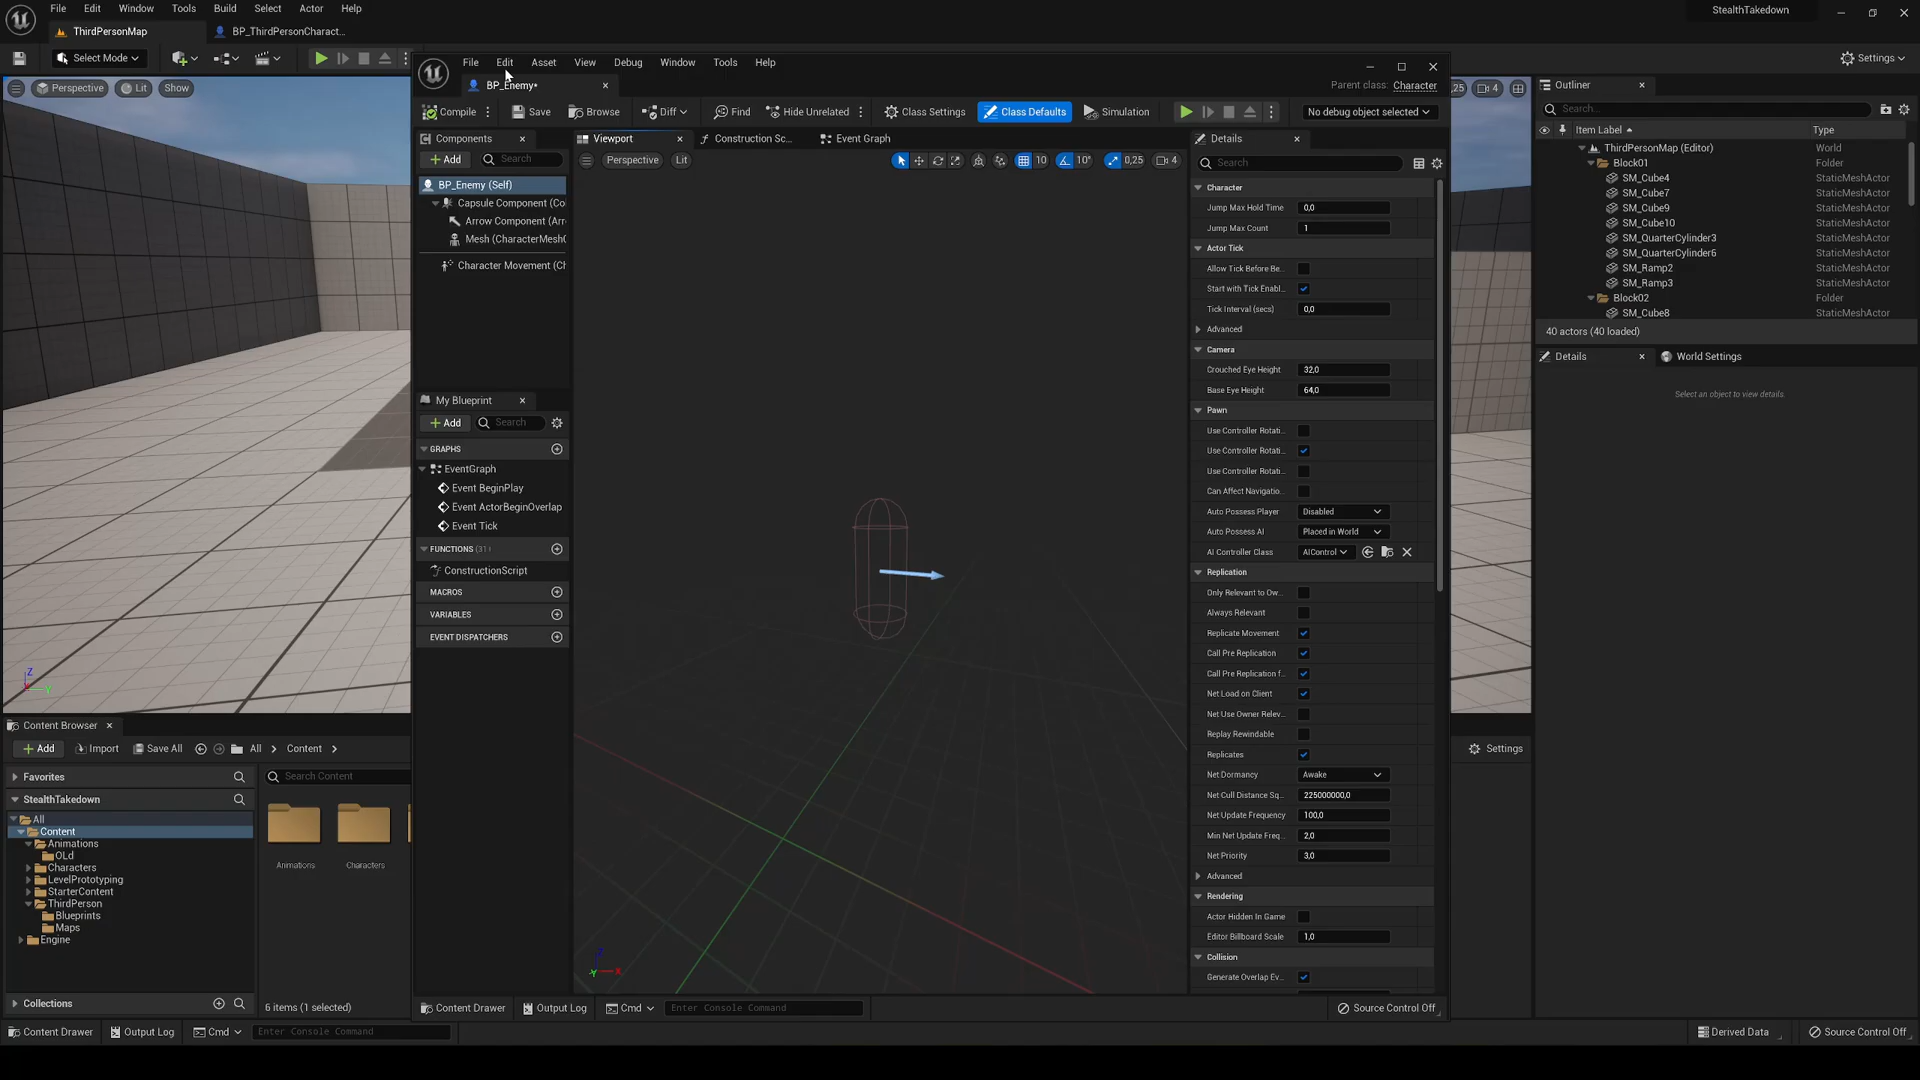 File Edit Window Tools Build Select Actor Help
StealthTakedown
ThirdPersonMap
BP_ThirdPersonCharact...
Select Mode
Settings
Perspective Lit Show
File Edit Asset View Debug Window Tools Help
BP_Enemy*
Parent class: Character
Compile Save Browse Diff Find Hide Unrelated Class Settings Class Defaults Simulation No debug object selected
Components
Add
Search
BP_Enemy (Self)
Capsule Component (Co
Arrow Component (Arr
Mesh (CharacterMesh
Character Movement (Ch
My Blueprint
Add
Search
GRAPHS
EventGraph
Event BeginPlay
Event ActorBeginOverlap
Event Tick
FUNCTIONS (31)
ConstructionScript
MACROS
VARIABLES
EVENT DISPATCHERS
Viewport Construction Sc... Event Graph
Perspective Lit
10 10° 0,25 4
Details
Search
Character
Jump Max Hold Time 0,0
Jump Max Count 1
Actor Tick
Allow Tick Before Be...
Start with Tick Enabl...
Tick Interval (secs) 0,0
Advanced
Camera
Crouched Eye Height 32,0
Base Eye Height 64,0
Pawn
Use Controller Rotati...
Use Controller Rotati...
Use Controller Rotati...
Can Affect Navigatio...
Auto Possess Player Disabled
Auto Possess AI Placed in World
AI Controller Class AIControl
Replication
Only Relevant to Ow...
Always Relevant
Replicate Movement
Call Pre Replication
Call Pre Replication f...
Net Load on Client
Net Use Owner Relev...
Replay Rewindable
Replicates
Net Dormancy Awake
Net Cull Distance Sq... 225000000,0
Net Update Frequency 100,0
Min Net Update Freq... 2,0
Net Priority 3,0
Advanced
Rendering
Actor Hidden In Game
Editor Billboard Scale 1,0
Collision
Generate Overlap Ev...
Content Drawer Output Log Cmd Enter Console Command Source Control Off
,25 4
Outliner
Search...
Item Label Type
ThirdPersonMap (Editor) World
Block01 Folder
SM_Cube4 StaticMeshActor
SM_Cube7 StaticMeshActor
SM_Cube9 StaticMeshActor
SM_Cube10 StaticMeshActor
SM_QuarterCylinder3 StaticMeshActor
SM_QuarterCylinder6 StaticMeshActor
SM_Ramp2 StaticMeshActor
SM_Ramp3 StaticMeshActor
Block02 Folder
SM_Cube8 StaticMeshActor
40 actors (40 loaded)
Details World Settings
Select an object to view details.
Content Browser
Add Import Save All All Content
Settings
Favorites
Search Content
StealthTakedown
All
Content
Animations
OLd
Characters
LevelPrototyping
StarterContent
ThirdPerson
Blueprints
Maps
Engine
Animations Characters
Collections
6 items (1 selected)
Content Drawer Output Log Cmd Enter Console Command Derived Data Source Control Off
Z
Y
Z
Y X